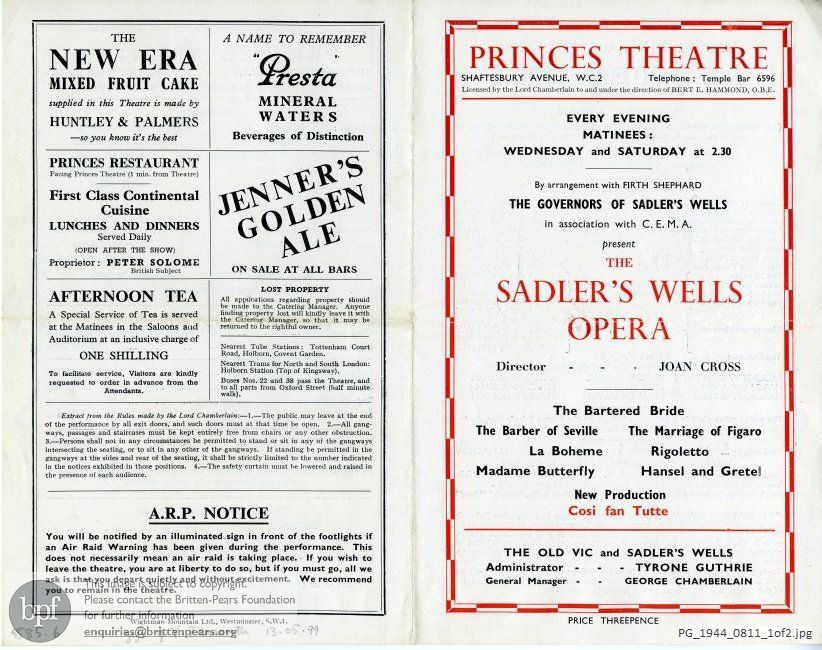 THE
NEW ERA
MIXED FRUIT CAKE
supplied in this Theatre is made by
HUNTLEY & PALMERS
—so you know it's the best
A NAME TO REMEMBER
"Presta"
MINERAL
WATERS
Beverages of Distinction
PRINCES RESTAURANT
Facing Princes Theatre (1 min. from Theatre)
First Class Continental
Cuisine
LUNCHES AND DINNERS
Served Daily
(OPEN AFTER THE SHOW)
Proprietor : PETER SOLOME
British Subject
JENNER'S
GOLDEN
ALE
ON SALE AT ALL BARS
AFTERNOON TEA
A Special Service of Tea is served
at the Matinees in the Saloons and
Auditorium at an inclusive charge of
ONE SHILLING
To facilitate service, Visitors are kindly
requested to order in advance from the
Attendants.
LOST PROPERTY
All applications regarding property should
be made to the Catering Manager. Anyone
finding property lost will kindly leave it with
the Catering Manager, so that it may be
returned to the rightful owner.
Nearest Tube Stations : Tottenham Court
Road, Holborn, Covent Garden.
Nearest Trams for North and South London:
Holborn Station (Top of Kingsway).
Buses Nos. 22 and 38 pass the Theatre, and
to all parts from Oxford Street (half minute
walk).
Extract from the Rules made by the Lord Chamberlain:—1.—The public may leave at the end
of the performance by all exit doors, and such doors must at that time be open. 2.—All gang-
ways, passages and staircases must be kept entirely free from chairs or any other obstruction.
3.—Persons shall not in any circumstances be permitted to stand or sit in any of the gangways
intersecting the seating, or to sit in any other of the gangways. If standing be permitted in the
gangways at the sides and rear of the seating, it shall be strictly limited to the number indicated
in the notices exhibited in those positions. 4.—The safety curtain must be lowered and raised in
the presence of each audience.
A.R.P. NOTICE
You will be notified by an illuminated sign in front of the footlights if
an Air Raid Warning has been given during the performance. This
does not necessarily mean an air raid is taking place. If you wish to
leave the theatre, you are at liberty to do so, but if you must go, all we
ask is that you depart quietly and without excitement. We recommend
you to remain in the theatre.
Wightman Mountain Ltd., Westminster, S.W.1.
13.05.99
bpf
This image is subject to copyright.
Please contact the Britten-Pears Foundation
for further information
enquiries@brittenpears.org
PRINCES THEATRE
SHAFTESBURY AVENUE, W.C.2 Telephone : Temple Bar 6596
Licensed by the Lord Chamberlain to and under the direction of BERT E. HAMMOND, O.B.E.
EVERY EVENING
MATINEES :
WEDNESDAY and SATURDAY at 2.30
By arrangement with FIRTH SHEPHARD
THE GOVERNORS OF SADLER'S WELLS
in association with C.E.M.A.
present
THE
SADLER'S WELLS
OPERA
Director - - - JOAN CROSS
The Bartered Bride
The Barber of Seville The Marriage of Figaro
La Boheme Rigoletto
Madame Butterfly Hansel and Gretel
New Production
Cosi fan Tutte
THE OLD VIC and SADLER'S WELLS
Administrator - - - TYRONE GUTHRIE
General Manager - - GEORGE CHAMBERLAIN
PRICE THREEPENCE
PG_1944_0811_1of2.jpg